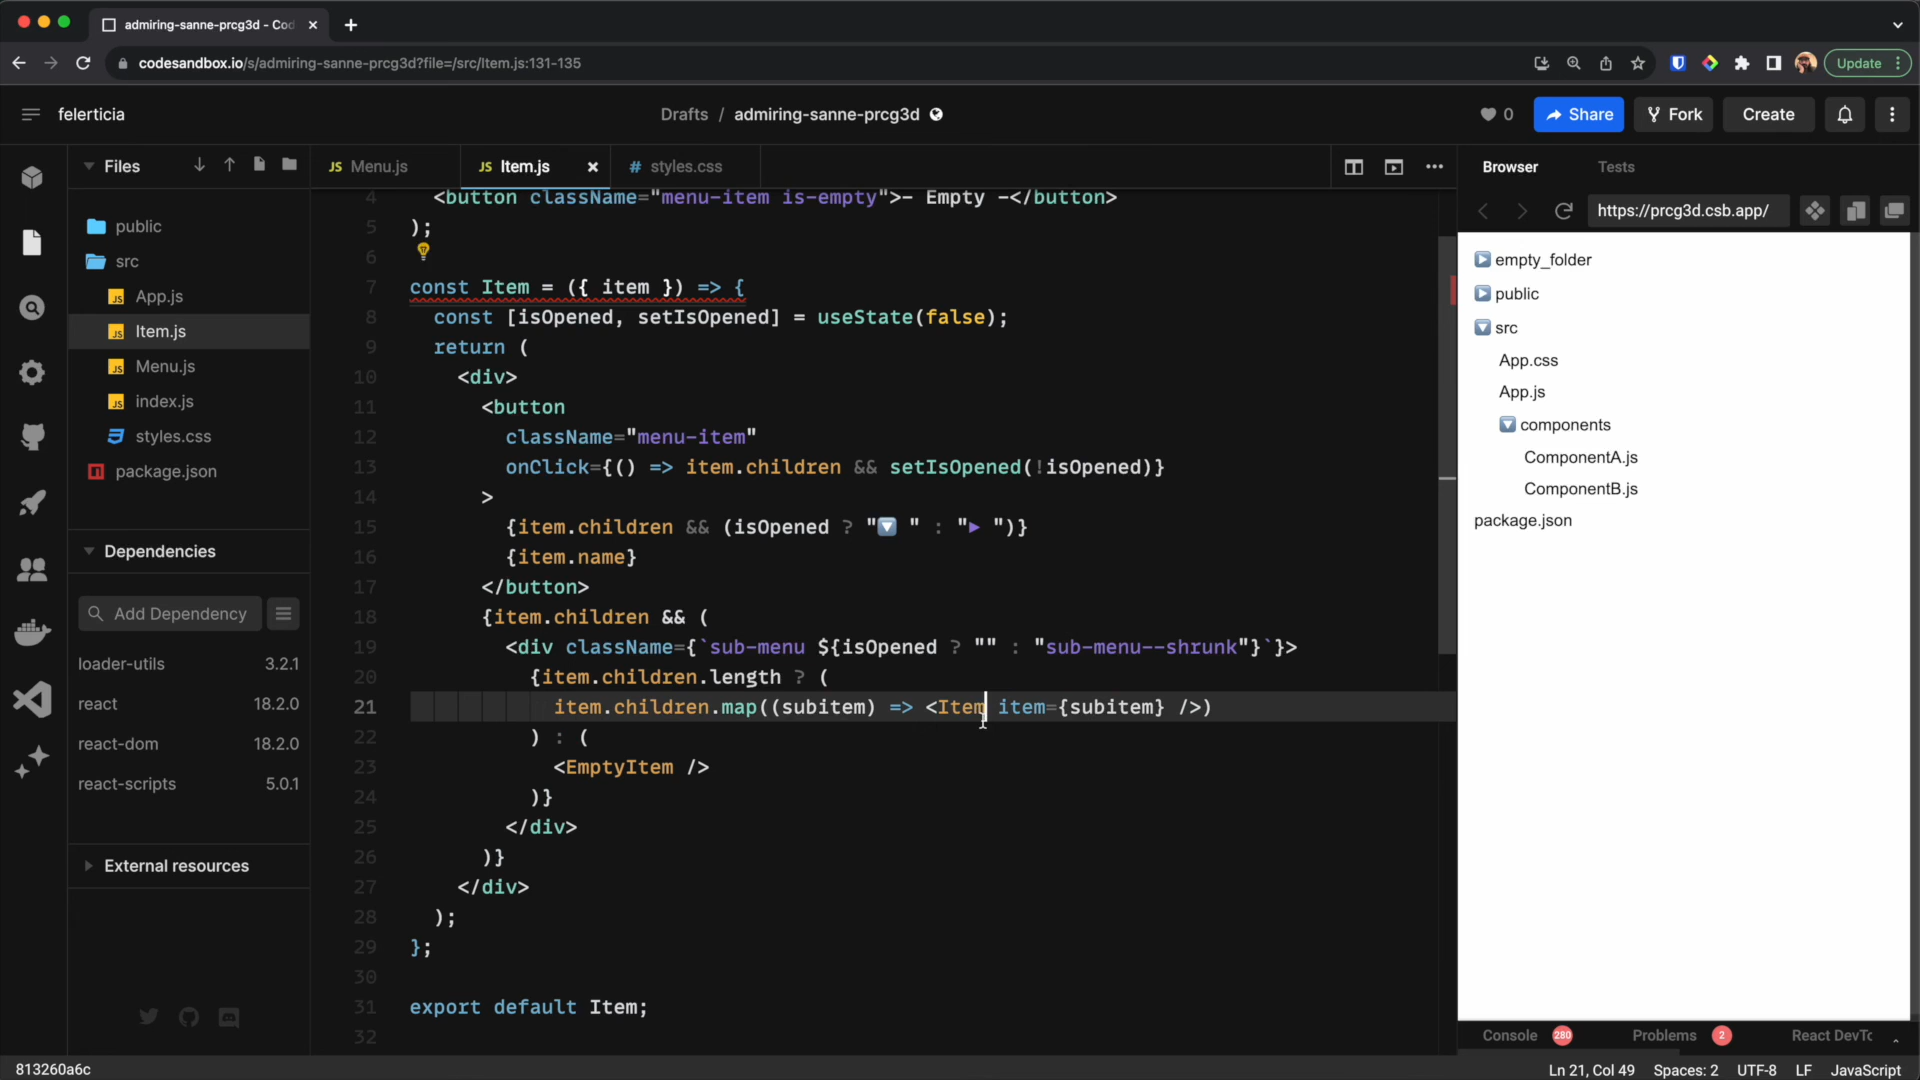 admiring-sanne-prcg3d - Cod
codesandbox.io/s/admiring-sanne-prcg3d?file=/src/Item.js:131-135
Update
felerticia
Drafts / admiring-sanne-prcg3d
0
Share
Fork
Create
Files
JS Menu.js
JS Item.js
# styles.css
Browser
Tests
https://prcg3d.csb.app/
public
src
JS App.js
JS Item.js
JS Menu.js
JS index.js
styles.css
package.json
Dependencies
Add Dependency
loader-utils 3.2.1
react 18.2.0
react-dom 18.2.0
react-scripts 5.0.1
External resources
4 <button className="menu-item is-empty">- Empty -</button>
5 );
6
7 const Item = ({ item }) => {
8 const [isOpened, setIsOpened] = useState(false);
9 return (
10 <div>
11 <button
12 className="menu-item"
13 onClick={() => item.children && setIsOpened(!isOpened)}
14 >
15 {item.children && (isOpened ? "🔽 " : "▶ ")}
16 {item.name}
17 </button>
18 {item.children && (
19 <div className={`sub-menu ${isOpened ? "" : "sub-menu--shrunk"}`}>
20 {item.children.length ? (
21 item.children.map((subitem) => <Item item={subitem} />)
22 ) : (
23 <EmptyItem />
24 )}
25 </div>
26 )}
27 </div>
28 );
29 };
30
31 export default Item;
32
empty_folder
public
src
App.css
App.js
components
ComponentA.js
ComponentB.js
package.json
Console 280
Problems 2
React DevTo
813260a6c
Ln 21, Col 49
Spaces: 2
UTF-8
LF
JavaScript